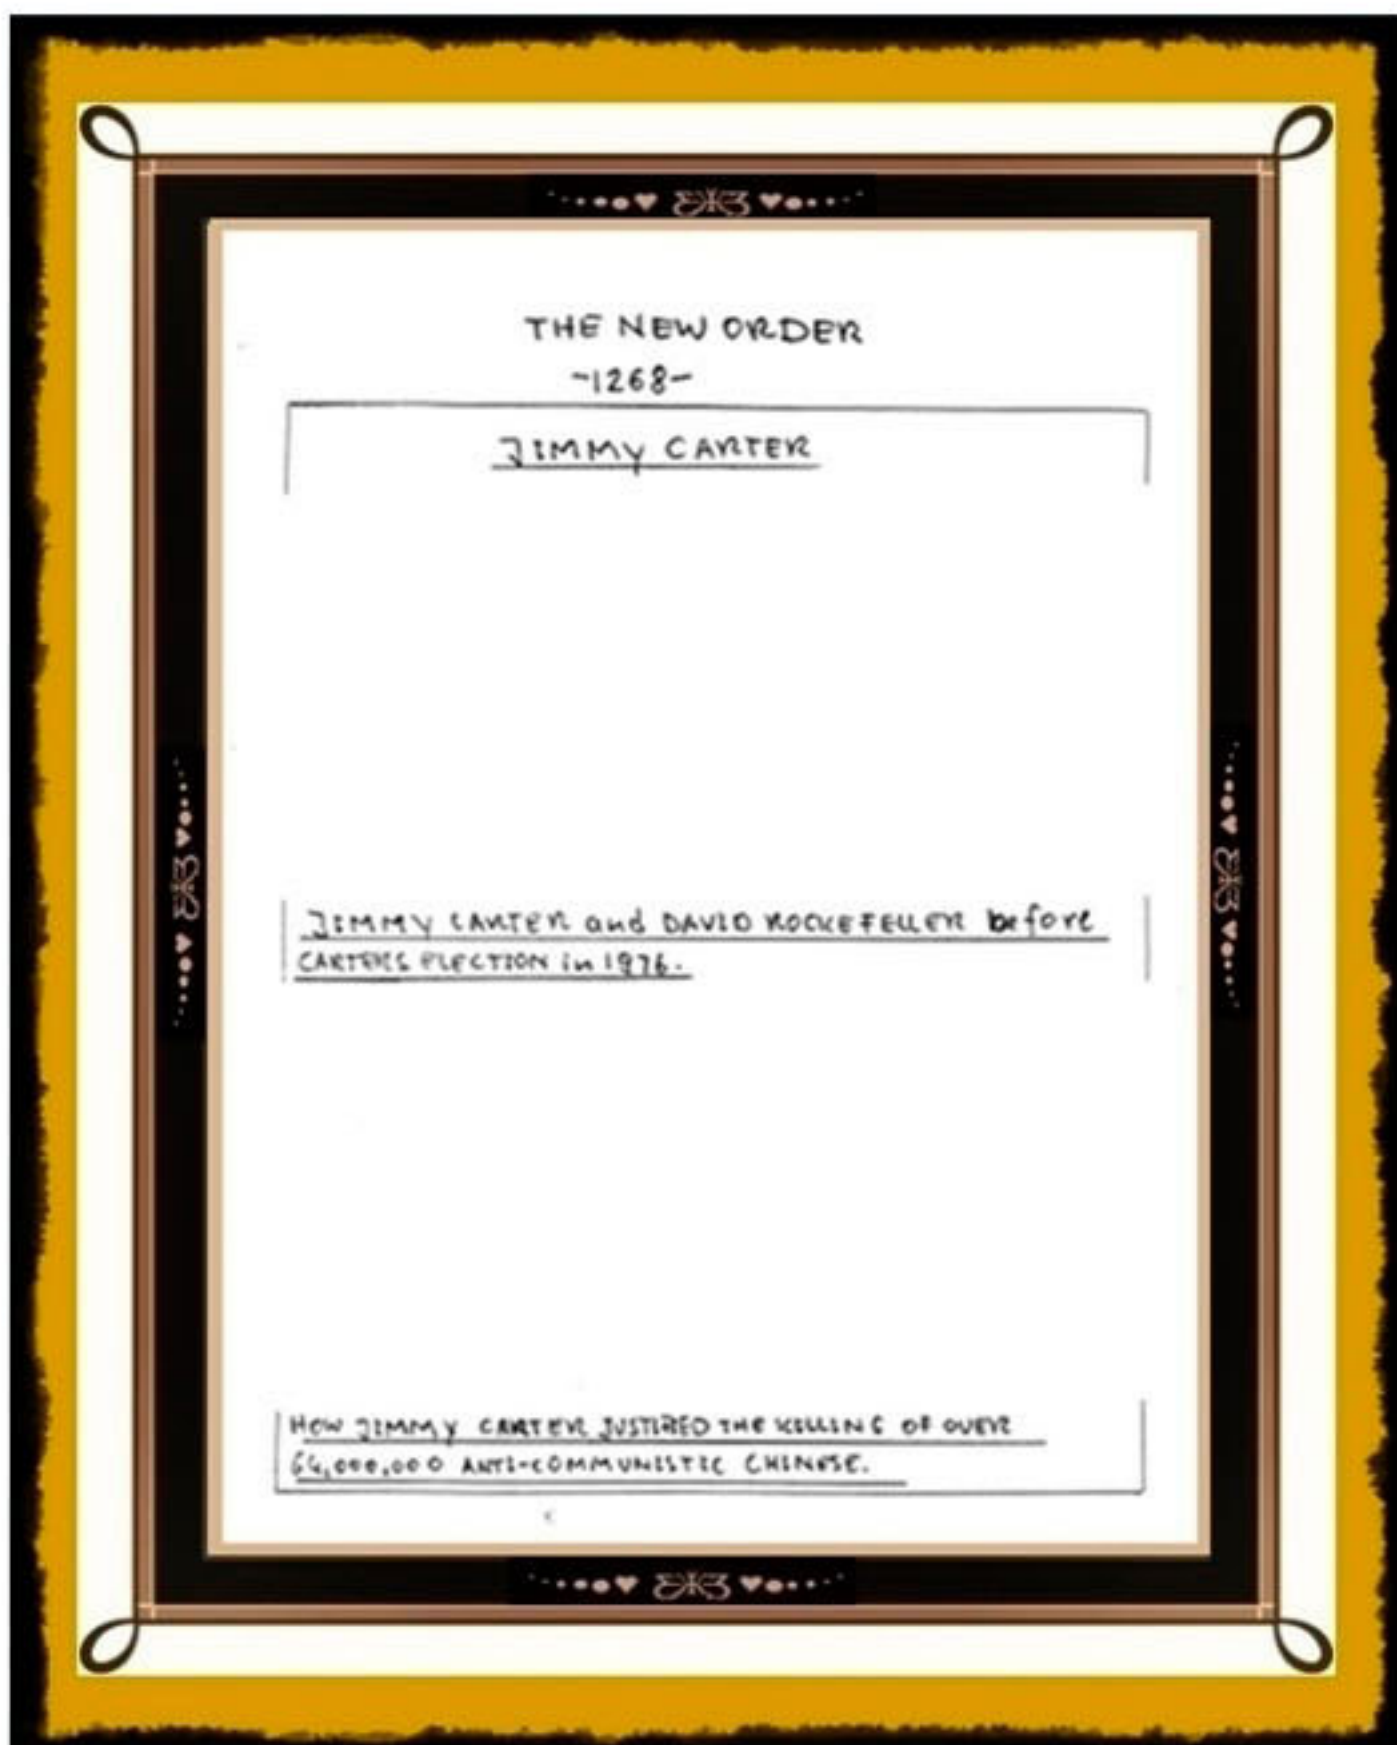 THE NEW ORDER
-1268-
JIMMY CARTER
JIMMY CARTER and DAVID ROCKEFELLER before
CARTERS ELECTION in 1976.
HOW JIMMY CARTER JUSTIFIED THE KILLING OF OVER
64,000,000 ANTI-COMMUNISTIC CHINESE.